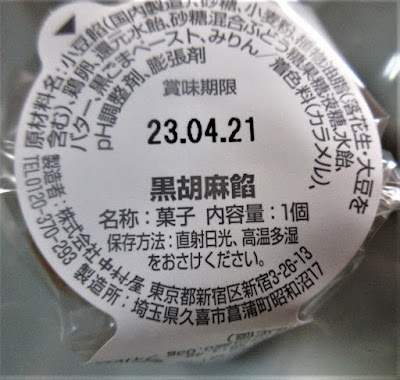 原材料名：小豆餡(国内製造)、砂糖、小麦粉、植物油脂(落花生・大豆を
含む)、鶏卵、還元水飴、砂糖混合ぶどう糖果糖液糖、水飴、
バター、黒ごまペースト、みりん/着色料(カラメル)、
pH調整剤、膨張剤
賞味期限
23.04.21
黒胡麻餡
名称：菓子 内容量：1個
保存方法：直射日光、高温多湿
をおさけください。
製造者：株式会社中村屋 東京都新宿区新宿3-26-13
TEL0120-370-293 製造所：埼玉県久喜市菖蒲町昭和沼17